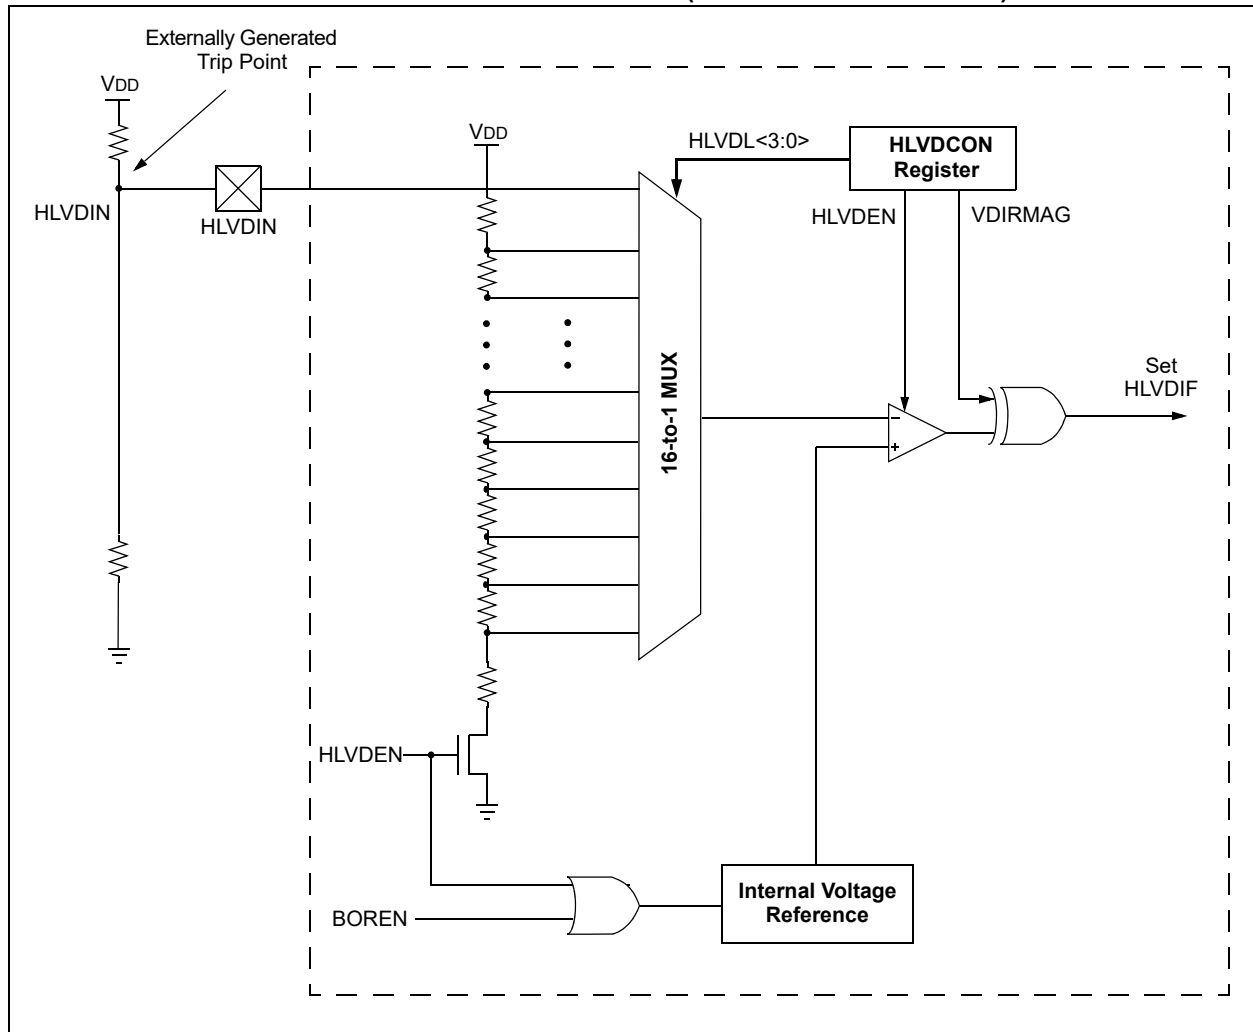 Externally Generated
Trip Point
VDD
VDD
HLVDL<3:0>
HLVDCON
Register
HLVDIN
HLVDIN
HLVDEN
VDIRMAG
16-to-1 MUX
Set
HLVDIF
–
+
HLVDEN
BOREN
Internal Voltage
Reference